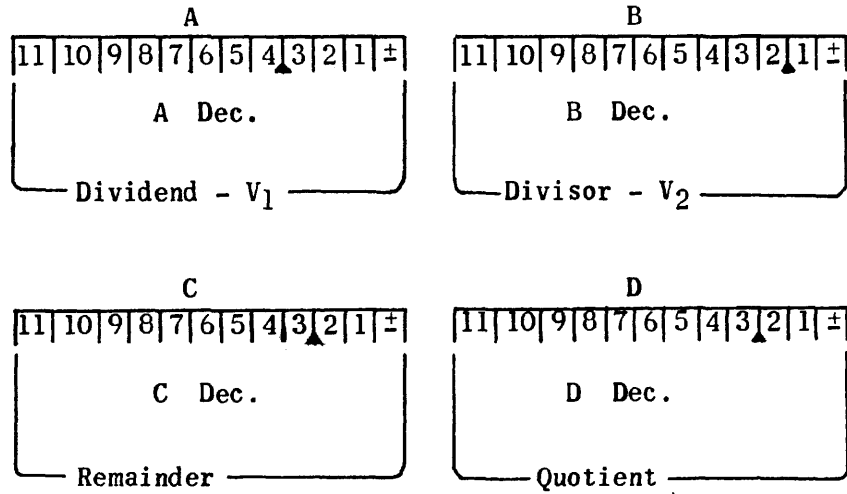 A B
11 10 9 8 7 6 5 4 3 2 1 ± 11 10 9 8 7 6 5 4 3 2 1 ±
A Dec. B Dec.
Dividend - V1 Divisor - V2
C D
11 10 9 8 7 6 5 4 3 2 1 ± 11 10 9 8 7 6 5 4 3 2 1 ±
C Dec. D Dec.
Remainder Quotient